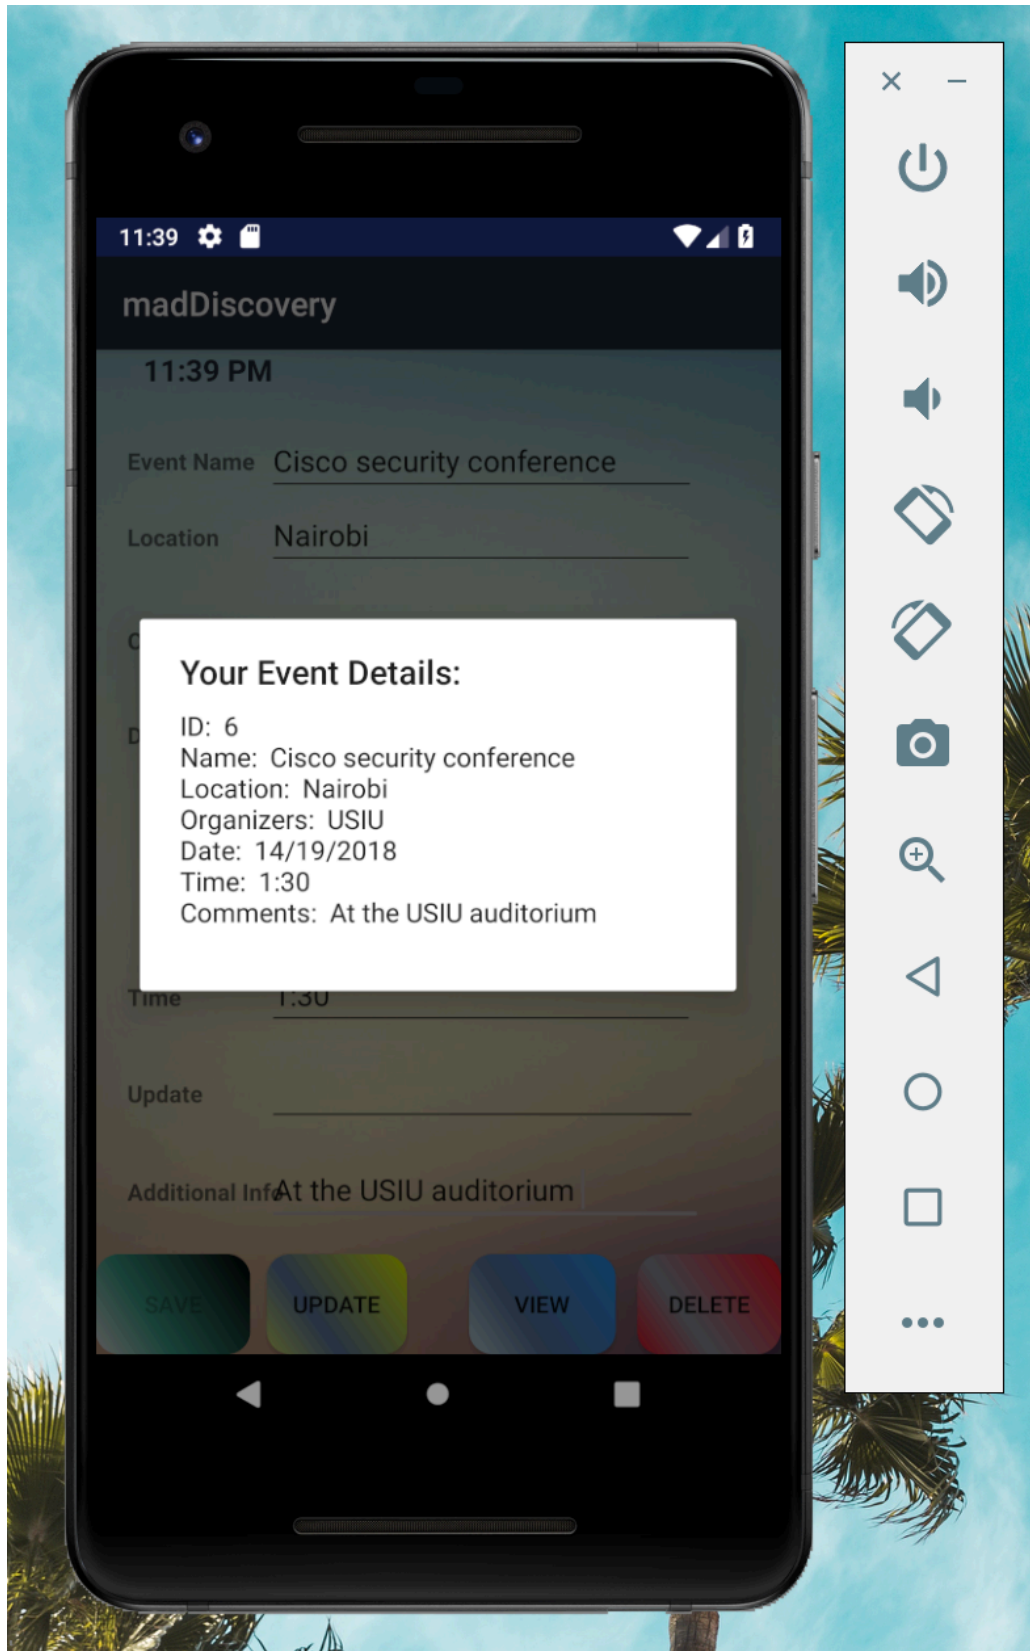 11:39
madDiscovery
11:39 PM
Event Name Cisco security conference
Location Nairobi
Your Event Details:
ID: 6
Name: Cisco security conference
Location: Nairobi
Organizers: USIU
Date: 14/19/2018
Time: 1:30
Comments: At the USIU auditorium
Time 1:30
Update
Additional Info At the USIU auditorium
SAVE UPDATE VIEW DELETE